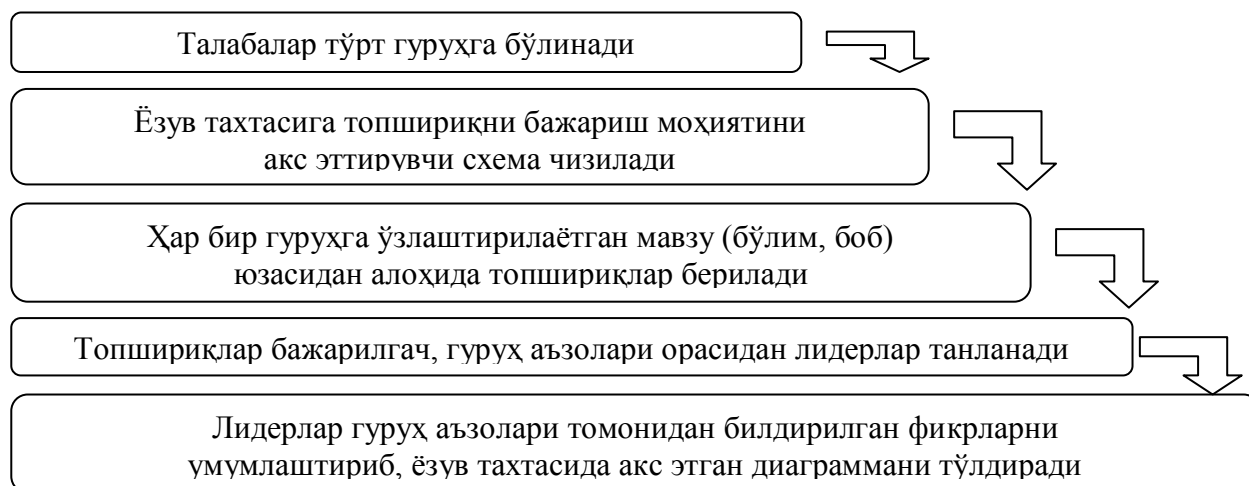 Талабалар тўрт гуруҳга бўлинади
Ёзув тахтасига топшириқни бажариш моҳиятини
акс эттирувчи схема чизилади
Ҳар бир гуруҳга ўзлаштирилаётган мавзу (бўлим, боб)
юзасидан алоҳида топшириқлар берилади
Топшириқлар бажарилгач, гуруҳ аъзолари орасидан лидерлар танланади
Лидерлар гуруҳ аъзолари томонидан билдирилган фикрларни
умумлаштириб, ёзув тахтасида акс этган диаграммани тўлдиради